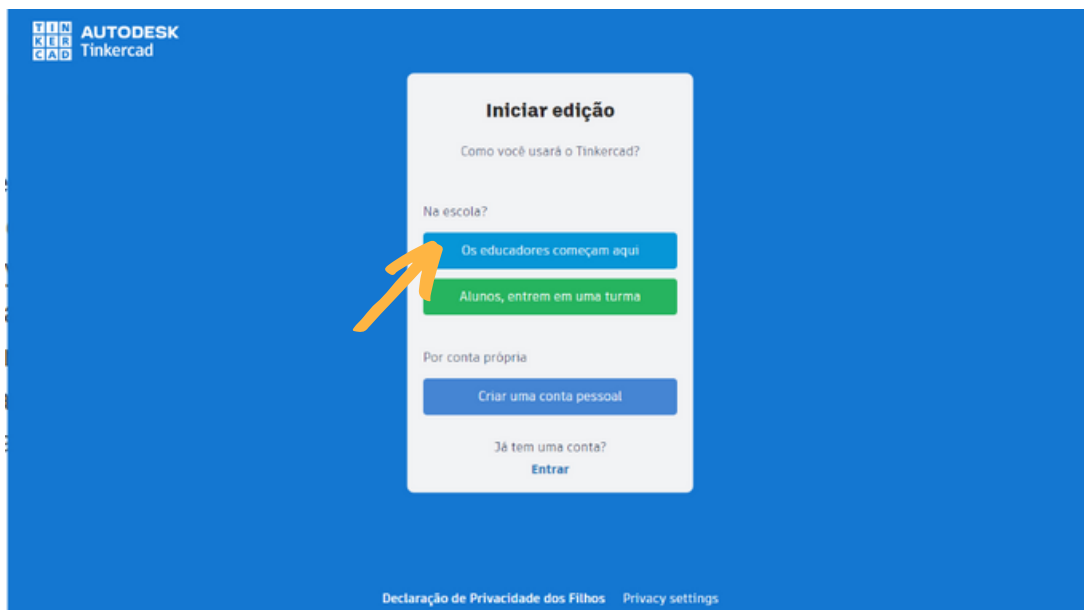 TIN
KER
CAD
AUTODESK
Tinkercad
Iniciar edição
Como você usará o Tinkercad?
Na escola?
Os educadores começam aqui
Alunos, entrem em uma turma
Por conta própria
Criar uma conta pessoal
Já tem uma conta?
Entrar
Declaração de Privacidade dos Filhos Privacy settings